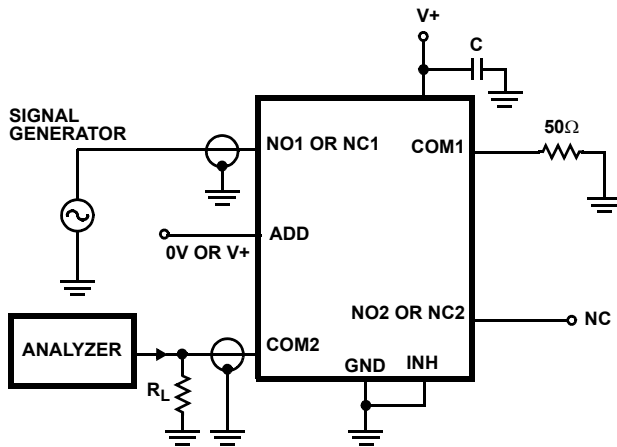 V+
C
SIGNAL
GENERATOR
NO1 OR NC1
COM1
50Ω
ADD
0V OR V+
NO2 OR NC2
NC
ANALYZER
COM2
RL
GND
INH